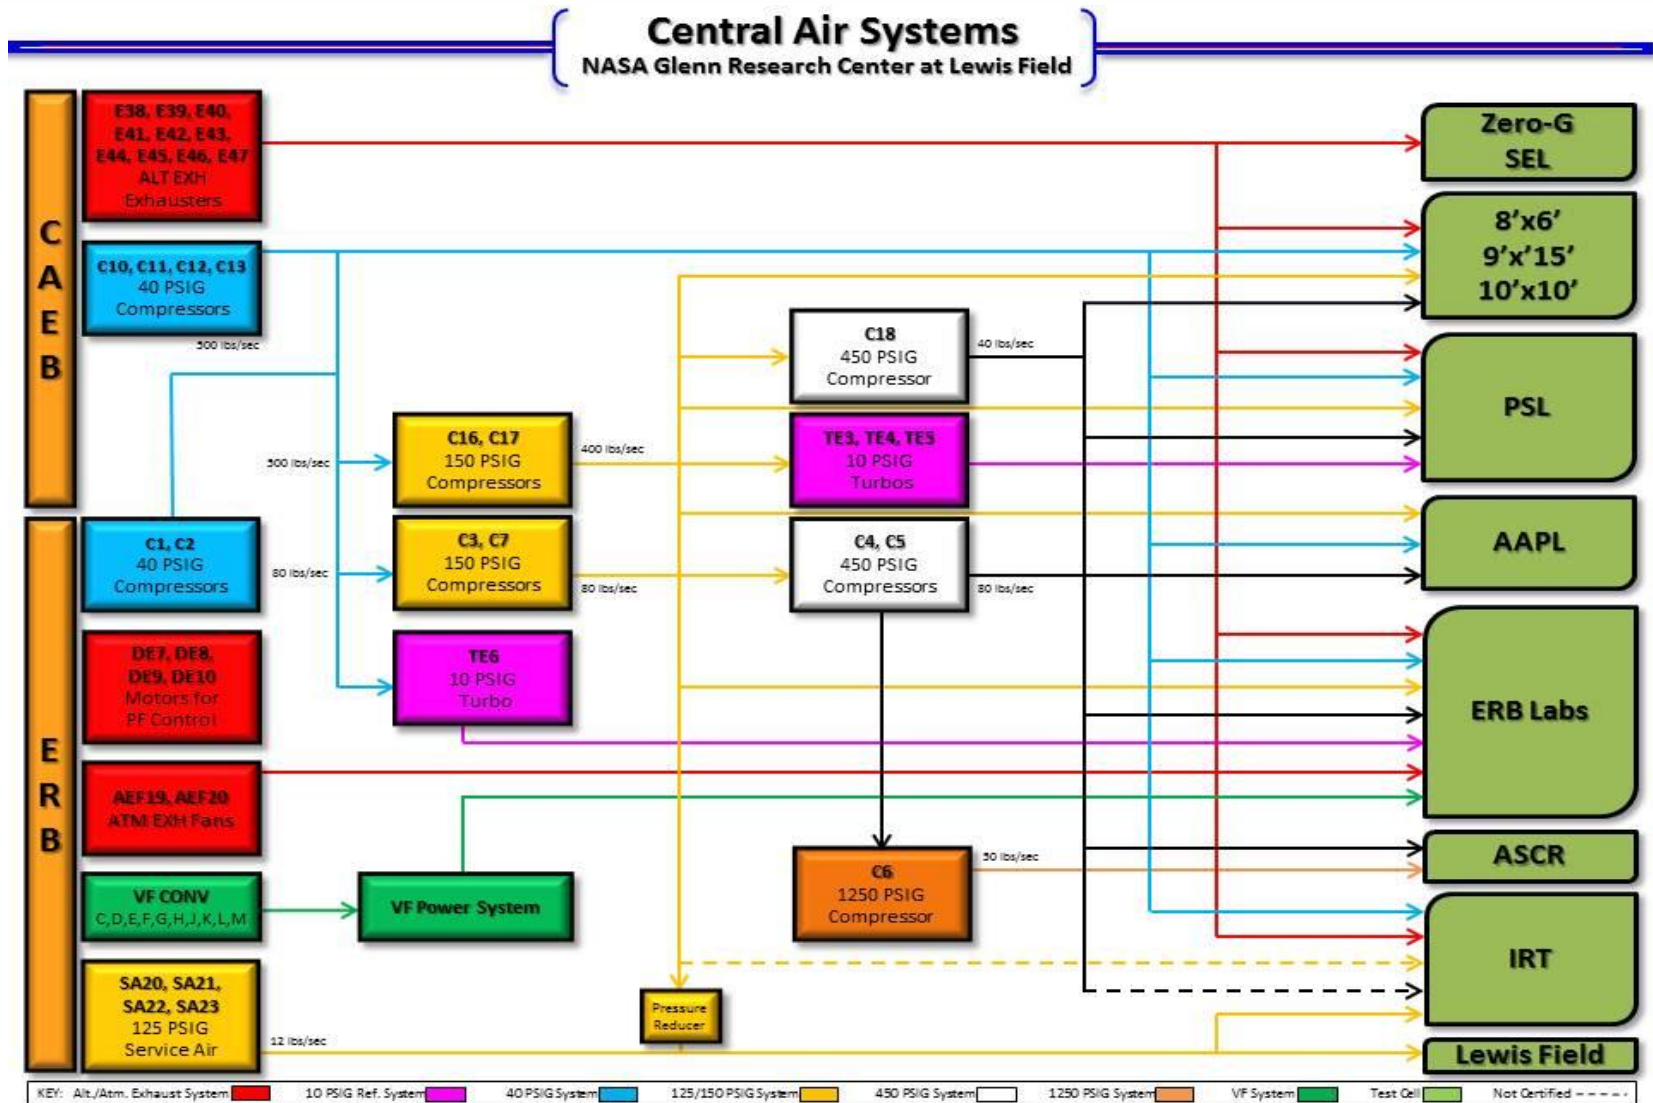 Central Air Systems
NASA Glenn Research Center at Lewis Field
C
A
E
B
E38, E39, E40,
E41, E42, E43,
E44, E45, E46, E47
ALT EXH
Exhausters
C10, C11, C12, C13
40 PSIG
Compressors
300 lbs/sec
C18
450 PSIG
Compressor
40 lbs/sec
C16, C17
150 PSIG
Compressors
300 lbs/sec
400 lbs/sec
TE3, TE4, TE5
10 PSIG
Turbos
E
R
B
C1, C2
40 PSIG
Compressors
80 lbs/sec
C3, C7
150 PSIG
Compressors
80 lbs/sec
C4, C5
450 PSIG
Compressors
80 lbs/sec
DE7, DE8,
DE9, DE10
Motors for
PF Control
TE6
10 PSIG
Turbo
AEF19, AEF20
ATM EXH Fans
VF CONV
C,D,E,F,G,H,J,K,L,M
VF Power System
C6
1250 PSIG
Compressor
30 lbs/sec
SA20, SA21,
SA22, SA23
125 PSIG
Service Air
12 lbs/sec
Pressure
Reducer
Zero-G
SEL
8’x6’
9’x’15’
10’x10’
PSL
AAPL
ERB Labs
ASCR
IRT
Lewis Field
KEY: Alt./Atm. Exhaust System 10 PSIG Ref. System 40 PSIG System 125/150 PSIG System 450 PSIG System 1250 PSIG System VF System Test Cell Not Certified